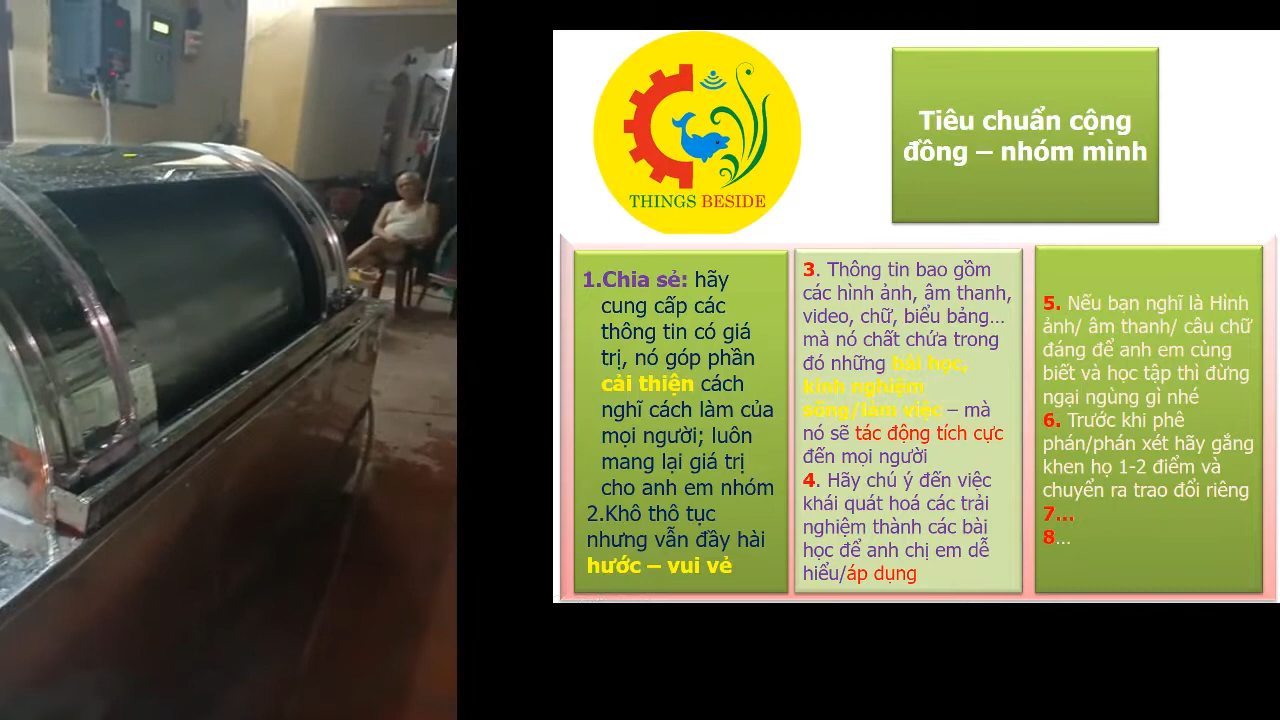 THINGS BESIDE
Tiêu chuẩn cộng
đồng – nhóm mình
1.Chia sẻ: hãy
cung cấp các
thông tin có giá
trị, nó góp phần
cải thiện cách
nghĩ cách làm của
mọi người; luôn
mang lại giá trị
cho anh em nhóm
2.Khô thô tục
nhưng vẫn đầy hài
hước – vui vẻ
3. Thông tin bao gồm
các hình ảnh, âm thanh,
video, chữ, biểu bảng...
mà nó chất chứa trong
đó những bài học,
kinh nghiệm
sống/làm việc – mà
nó sẽ tác động tích cực
đến mọi người
4. Hãy chú ý đến việc
khái quát hoá các trải
nghiệm thành các bài
học để anh chị em dễ
hiểu/áp dụng
5. Nếu bạn nghĩ là Hình
ảnh/ âm thanh/ câu chữ
đáng để anh em cùng
biết và học tập thì đừng
ngại ngùng gì nhé
6. Trước khi phê
phán/phán xét hãy gắng
khen họ 1-2 điểm và
chuyển ra trao đổi riêng
7...
8...